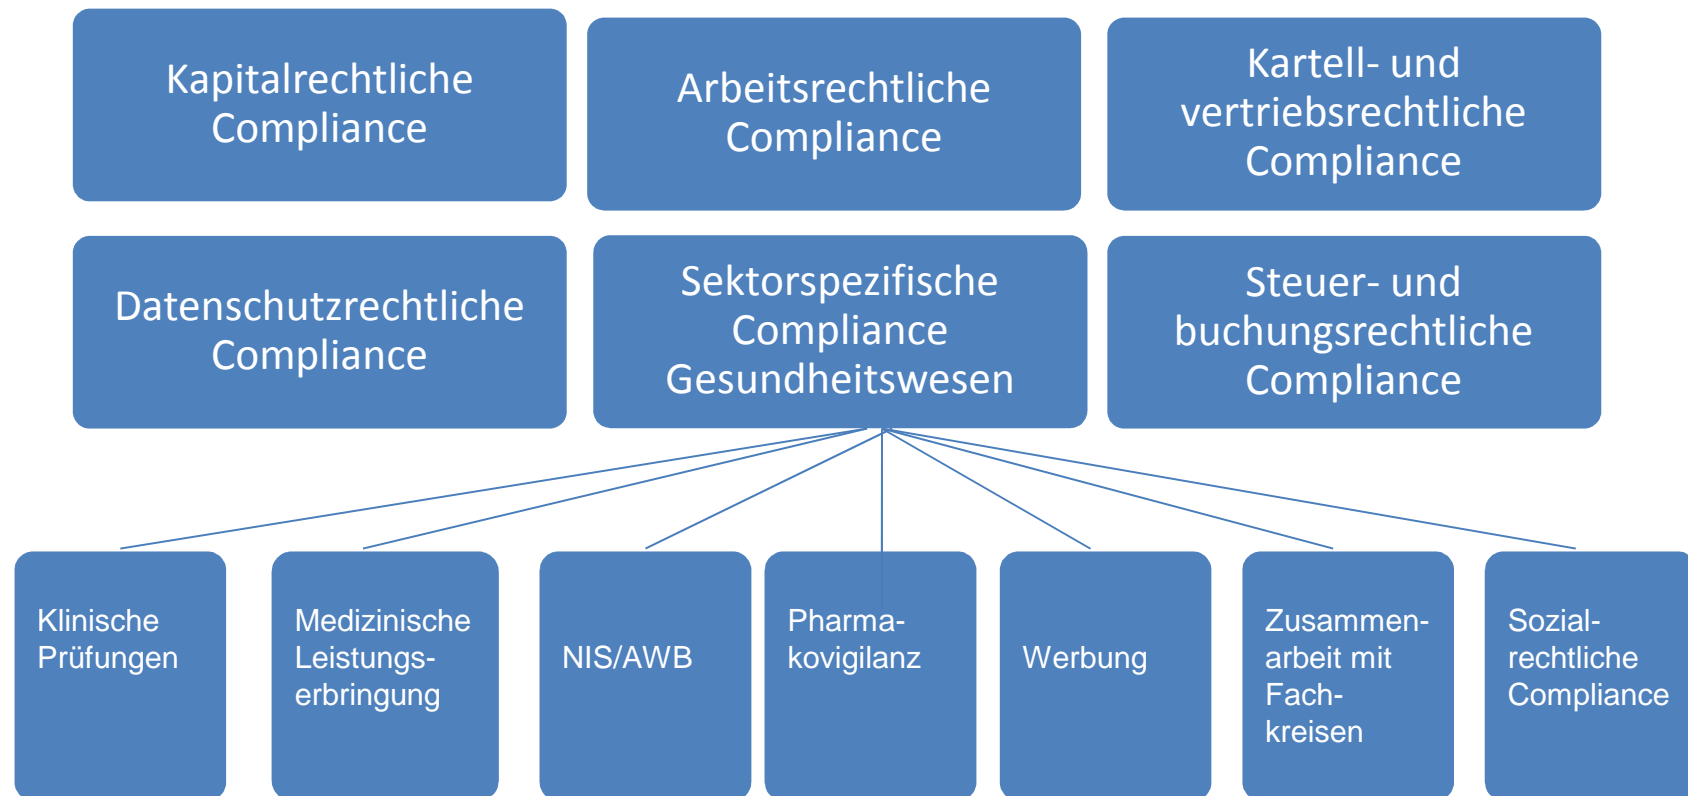 Kapitalrechtliche
Compliance
Arbeitsrechtliche
Compliance
Kartell- und
vertriebsrechtliche
Compliance
Datenschutzrechtliche
Compliance
Sektorspezifische
Compliance
Gesundheitswesen
Steuer- und
buchungsrechtliche
Compliance
Klinische
Prüfungen
Medizinische
Leistungs-
erbringung
NIS/AWB
Pharma-
kovigilanz
Werbung
Zusammen-
arbeit mit
Fach-
kreisen
Sozial-
rechtliche
Compliance